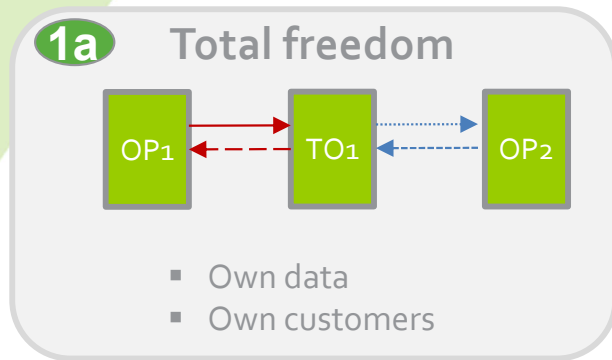 1a Total freedom
OP1 TO1 OP2
▪ Own data
▪ Own customers